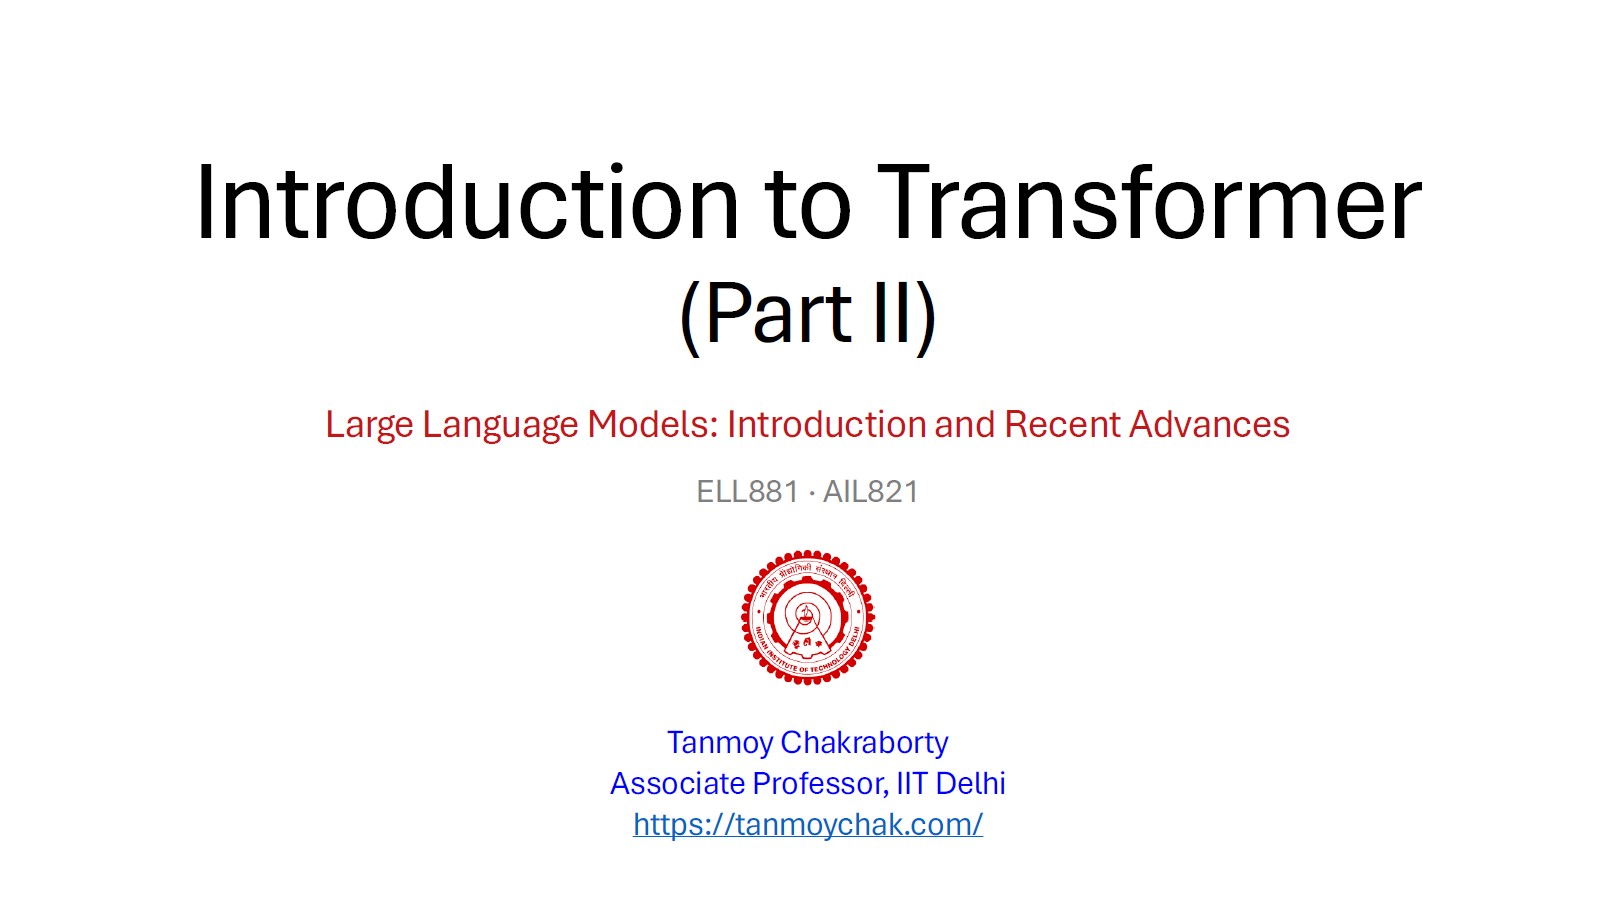 Introduction to Transformer
(Part II)
Large Language Models: Introduction and Recent Advances
ELL881 · AIL821
भारतीय प्रौद्योगिकी संस्थान दिल्ली
INDIAN INSTITUTE OF TECHNOLOGY DELHI
Tanmoy Chakraborty
Associate Professor, IIT Delhi
https://tanmoychak.com/